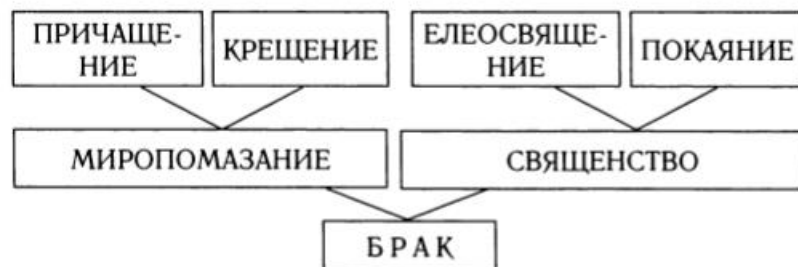 ПРИЧАЩЕ-
НИЕ
КРЕЩЕНИЕ
ЕЛЕОСВЯЩЕ-
НИЕ
ПОКАЯНИЕ
МИРОПОМАЗАНИЕ
СВЯЩЕНСТВО
БРАК